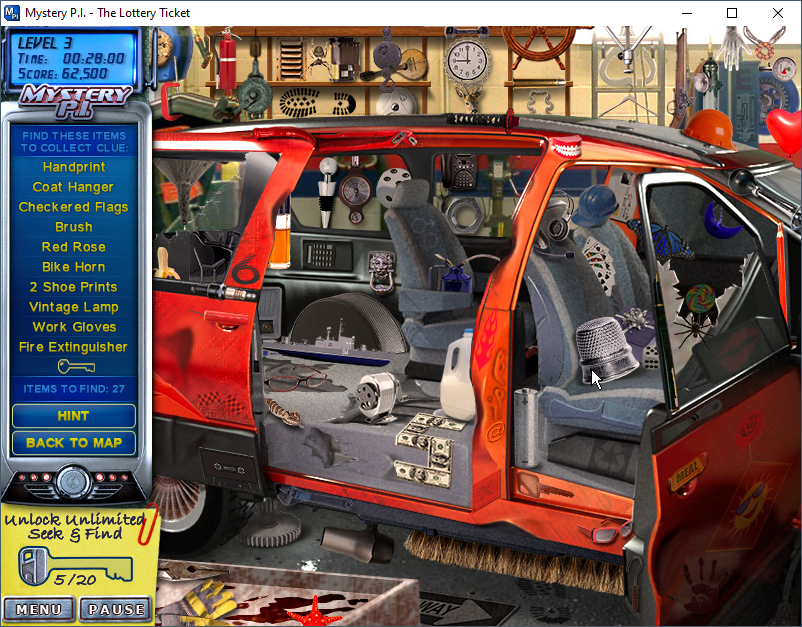 Mystery P.I. - The Lottery Ticket
LEVEL 3
TIME: 00:28:00
SCORE: 62,500
MYSTERY
P.I.
FIND THESE ITEMS
TO COLLECT CLUE:
Handprint
Coat Hanger
Checkered Flags
Brush
Red Rose
Bike Horn
2 Shoe Prints
Vintage Lamp
Work Gloves
Fire Extinguisher
ITEMS TO FIND: 27
HINT
BACK TO MAP
Unlock Unlimited
Seek & Find
5/20
MENU
PAUSE
MEAL
WAY